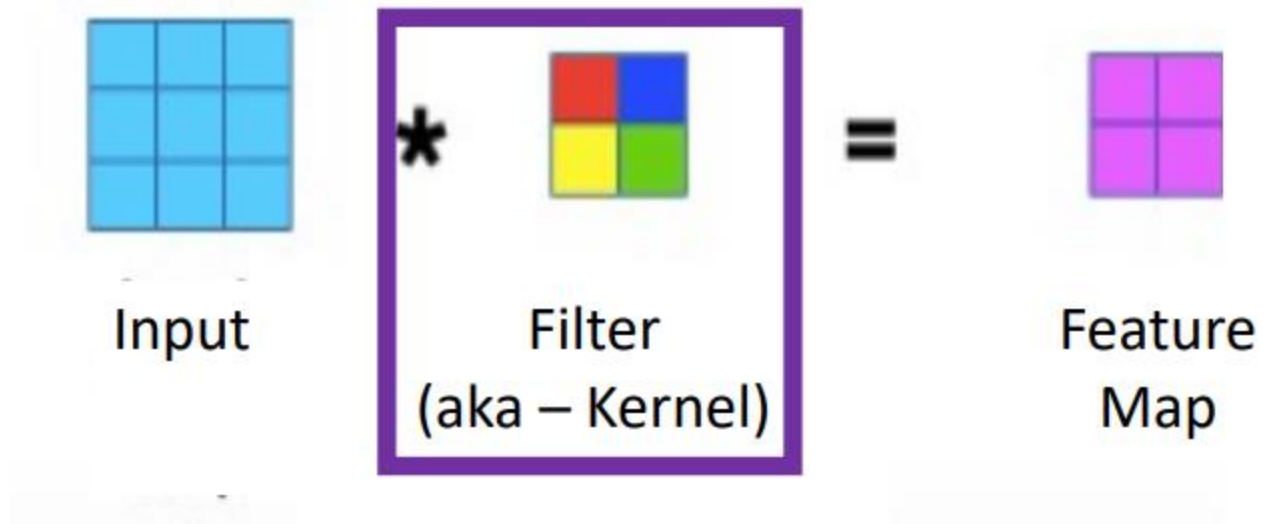 * =
Input
Filter
(aka – Kernel)
Feature
Map